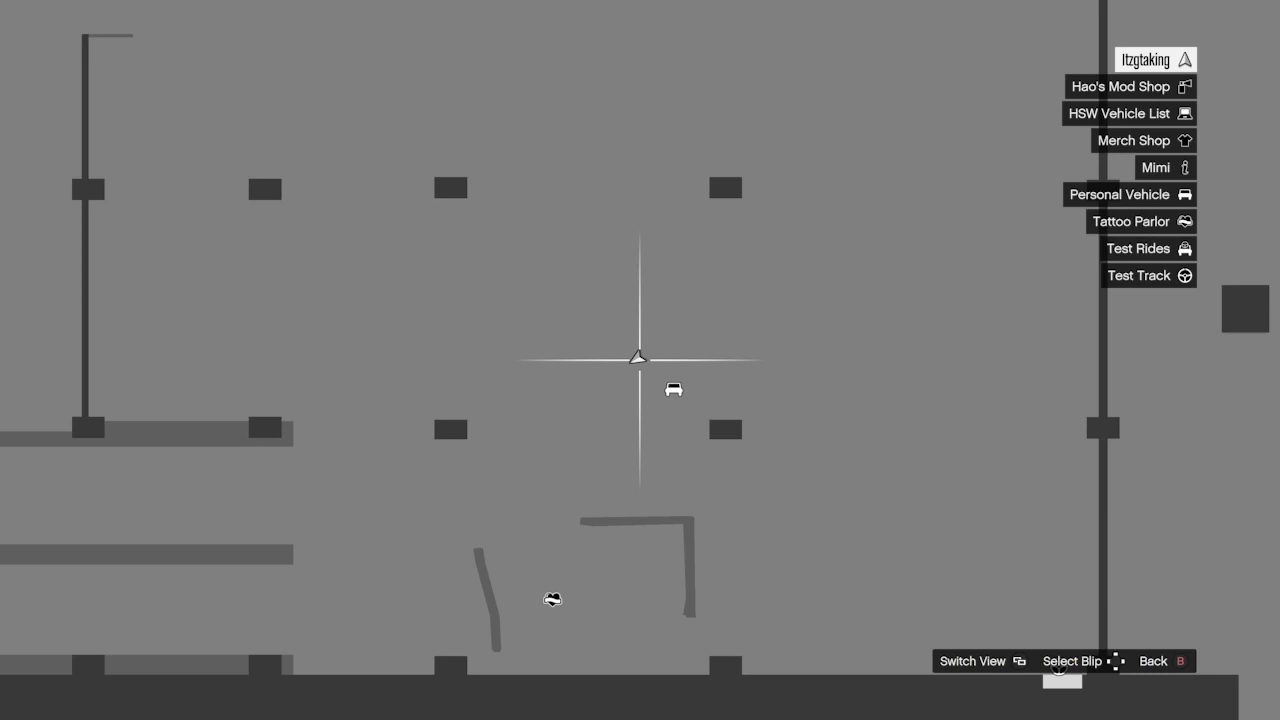 Itzgtaking
Hao's Mod Shop
HSW Vehicle List
Merch Shop
Mimi
Personal Vehicle
Tattoo Parlor
Test Rides
Test Track
Switch View Select Blip Back B